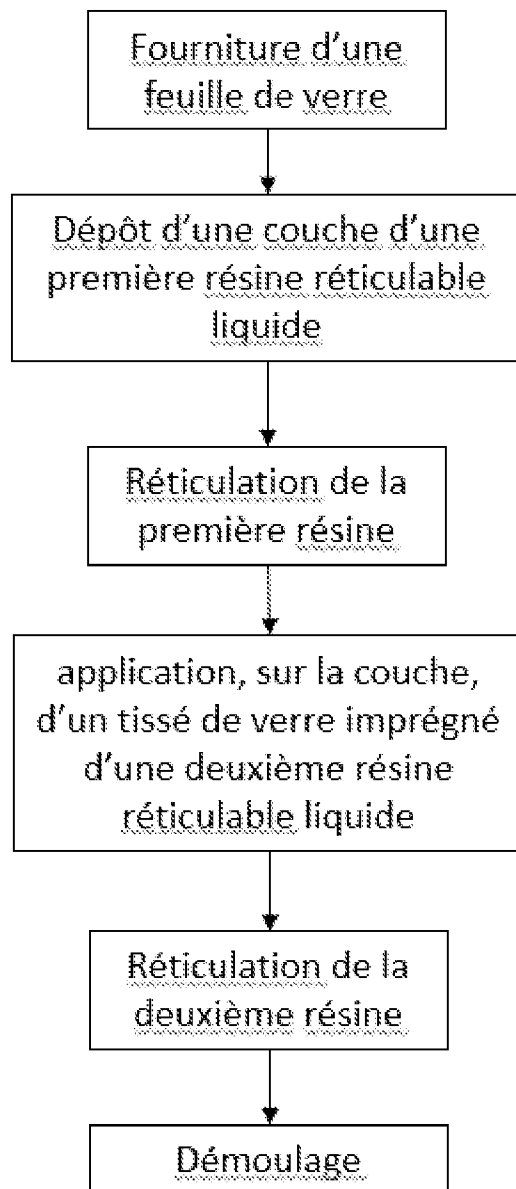 Fourniture d'une
feuille de verre
Dépôt d'une couche d'une
première résine réticulable
liquide
Réticulation de la
première résine
application, sur la couche,
d'un tissé de verre imprégné
d'une deuxième résine
réticulable liquide
Réticulation de la
deuxième résine
Démoulage